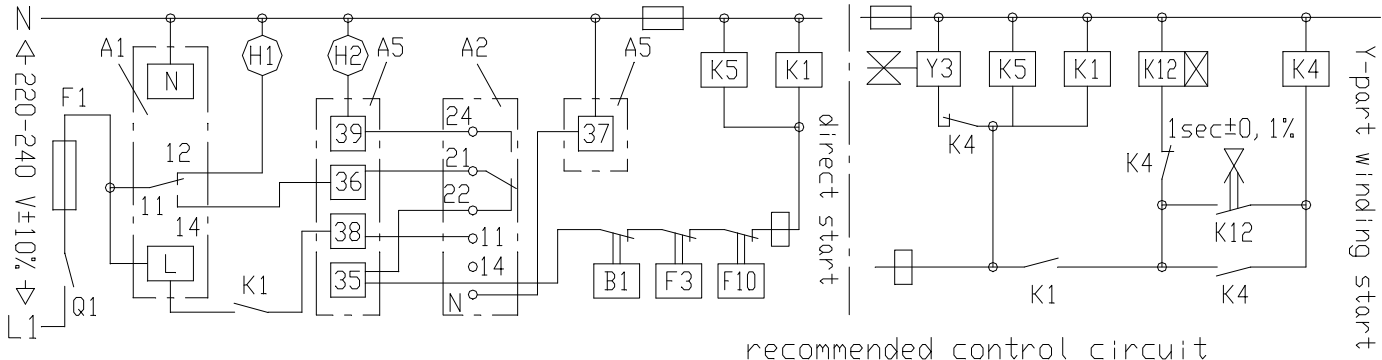 N
220-240 V±10%
L1
F1
Q1
A1
N
12
11
14
L
K1
H1
H2
A5
39
36
38
35
A2
24
21
22
11
14
N
A5
37
B1
F3
F10
K5
K1
direct start
Y3
K5
K1
K12
K4
K4
K4
1sec±0,1%
K12
K1
K4
Y-part winding start
recommended control circuit